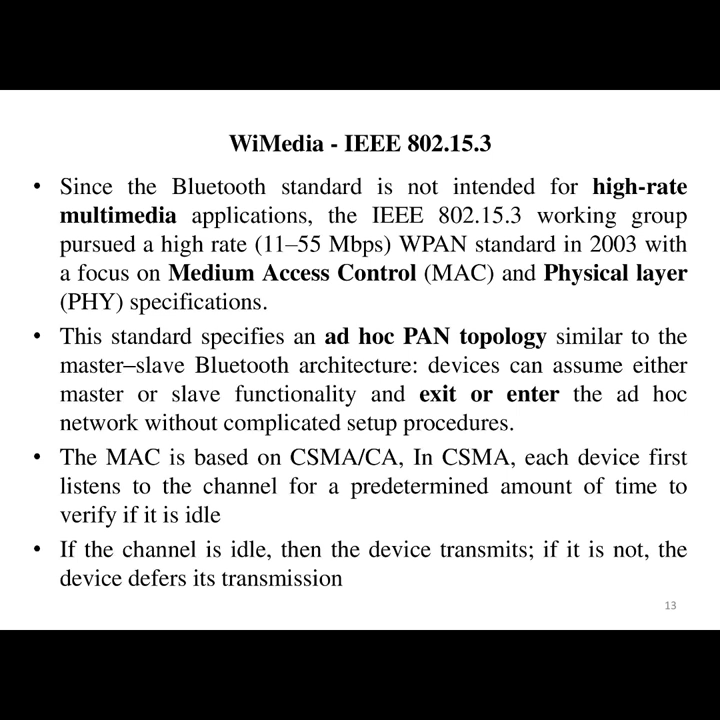 WiMedia - IEEE 802.15.3
• Since the Bluetooth standard is not intended for high-rate
multimedia applications, the IEEE 802.15.3 working group
pursued a high rate (11–55 Mbps) WPAN standard in 2003 with
a focus on Medium Access Control (MAC) and Physical layer
(PHY) specifications.
• This standard specifies an ad hoc PAN topology similar to the
master–slave Bluetooth architecture: devices can assume either
master or slave functionality and exit or enter the ad hoc
network without complicated setup procedures.
• The MAC is based on CSMA/CA, In CSMA, each device first
listens to the channel for a predetermined amount of time to
verify if it is idle
• If the channel is idle, then the device transmits; if it is not, the
device defers its transmission
13